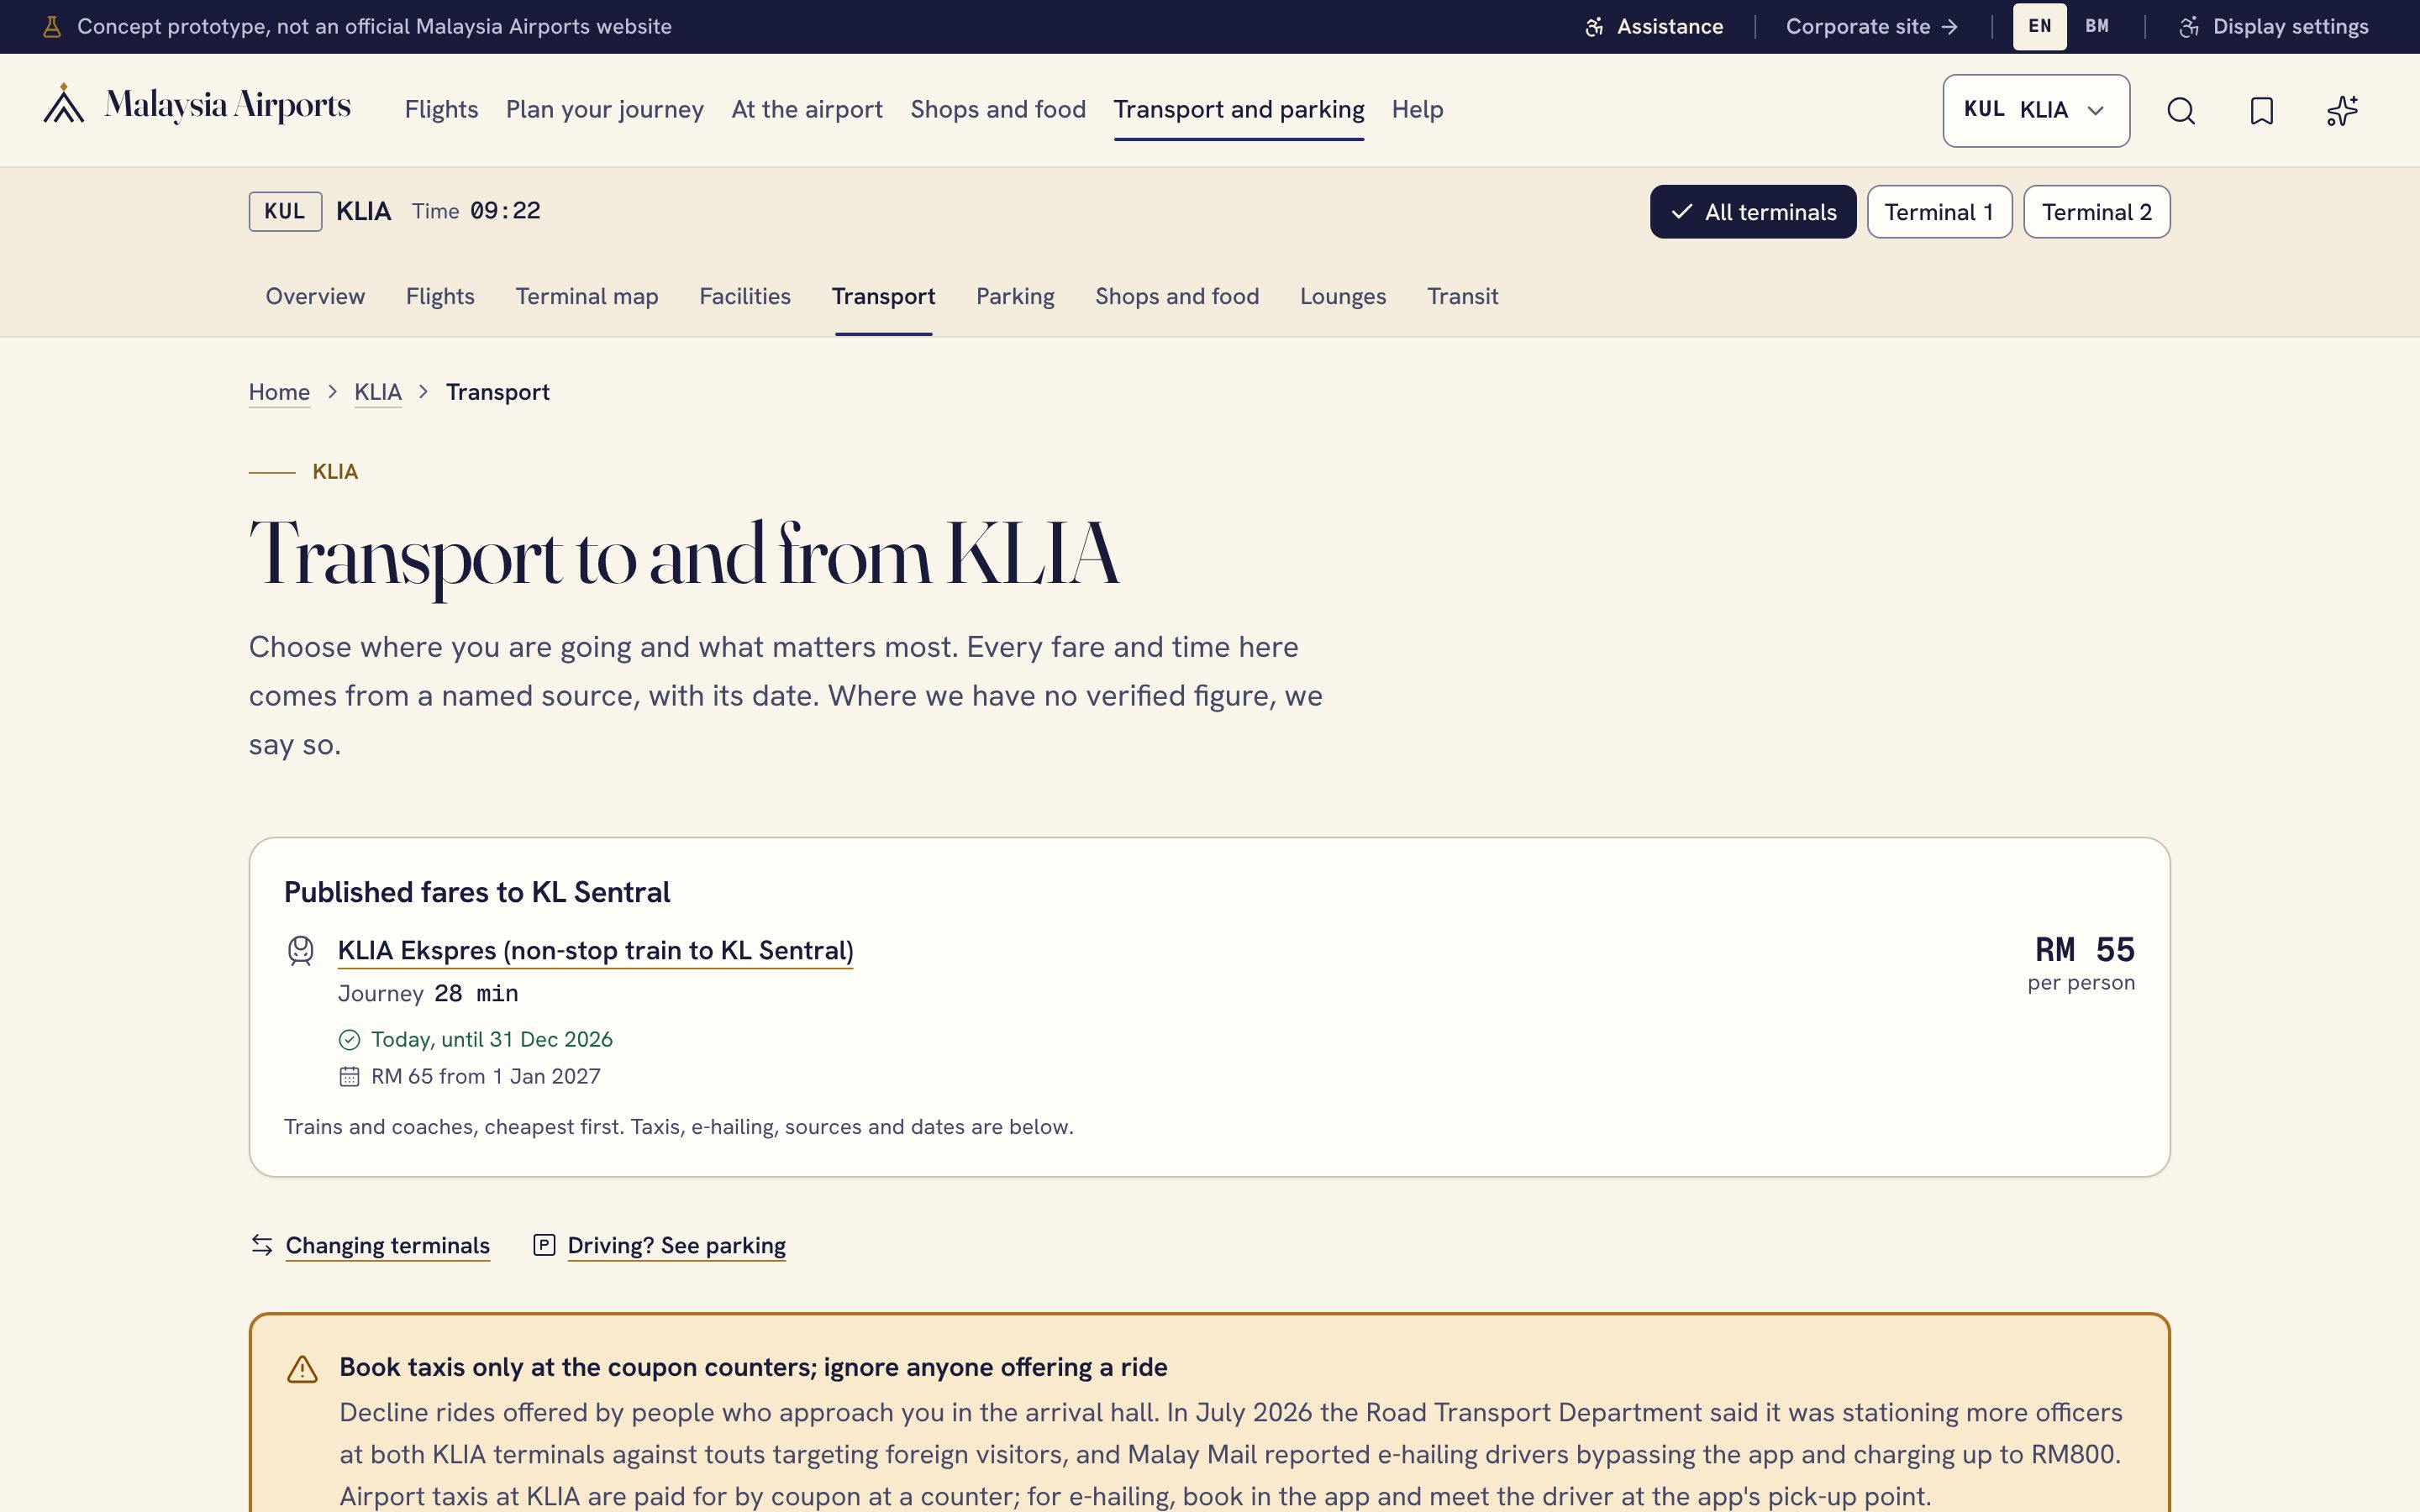 Concept prototype, not an official Malaysia Airports website
Assistance
Corporate site →
EN
BM
Display settings
Malaysia Airports
Flights
Plan your journey
At the airport
Shops and food
Transport and parking
Help
KUL KLIA
KUL KLIA Time 09:22
All terminals
Terminal 1
Terminal 2
Overview
Flights
Terminal map
Facilities
Transport
Parking
Shops and food
Lounges
Transit
Home > KLIA > Transport
KLIA
Transport to and from KLIA
Choose where you are going and what matters most. Every fare and time here
comes from a named source, with its date. Where we have no verified figure, we
say so.
Published fares to KL Sentral
KLIA Ekspres (non-stop train to KL Sentral)
RM 55
per person
Journey 28 min
Today, until 31 Dec 2026
RM 65 from 1 Jan 2027
Trains and coaches, cheapest first. Taxis, e-hailing, sources and dates are below.
Changing terminals
P
Driving? See parking
Book taxis only at the coupon counters; ignore anyone offering a ride
Decline rides offered by people who approach you in the arrival hall. In July 2026 the Road Transport Department said it was stationing more officers
at both KLIA terminals against touts targeting foreign visitors, and Malay Mail reported e-hailing drivers bypassing the app and charging up to RM800.
Airport taxis at KLIA are paid for by coupon at a counter; for e-hailing, book in the app and meet the driver at the app's pick-up point.